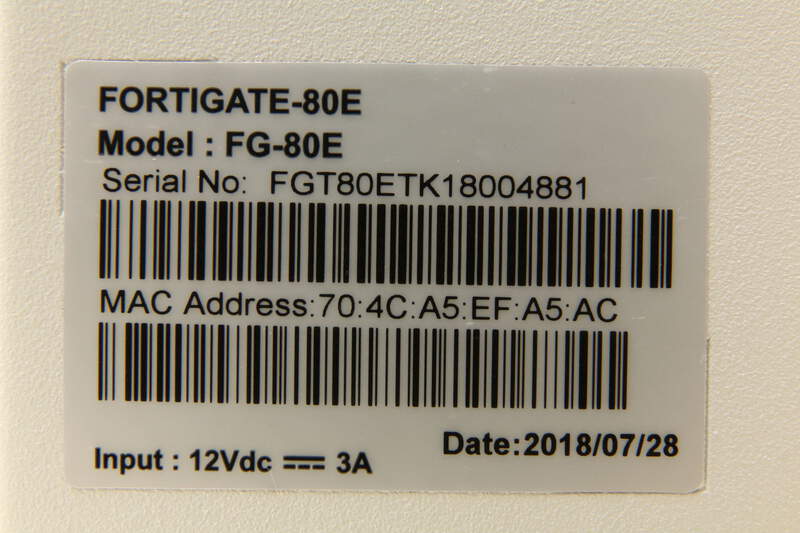 FORTIGATE-80E
Model : FG-80E
Serial No: FGT80ETK18004881
MAC Address:70:4C:A5:EF:A5:AC
Input : 12Vdc ⎓ 3A
Date:2018/07/28